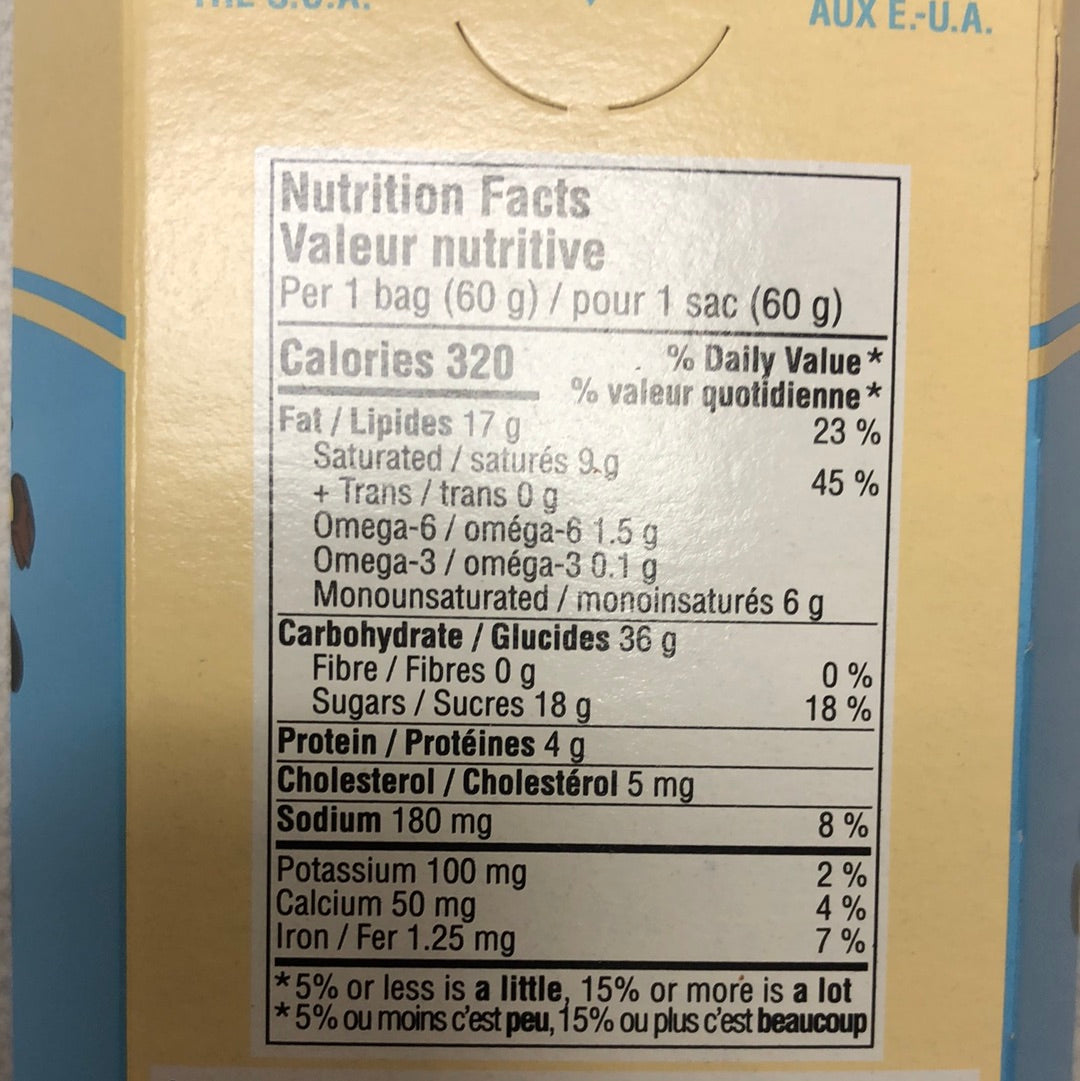 U.S.A.
AUX É.-U.A.
Nutrition Facts
Valeur nutritive
Per 1 bag (60 g) / pour 1 sac (60 g)
Calories 320
% Daily Value*
% valeur quotidienne*
Fat / Lipides 17 g 23 %
Saturated / saturés 9 g
+ Trans / trans 0 g 45 %
Omega-6 / oméga-6 1.5 g
Omega-3 / oméga-3 0.1 g
Monounsaturated / monoinsaturés 6 g
Carbohydrate / Glucides 36 g
Fibre / Fibres 0 g 0 %
Sugars / Sucres 18 g 18 %
Protein / Protéines 4 g
Cholesterol / Cholestérol 5 mg
Sodium 180 mg 8 %
Potassium 100 mg 2 %
Calcium 50 mg 4 %
Iron / Fer 1.25 mg 7 %
*5% or less is a little, 15% or more is a lot
*5% ou moins c'est peu, 15% ou plus c'est beaucoup